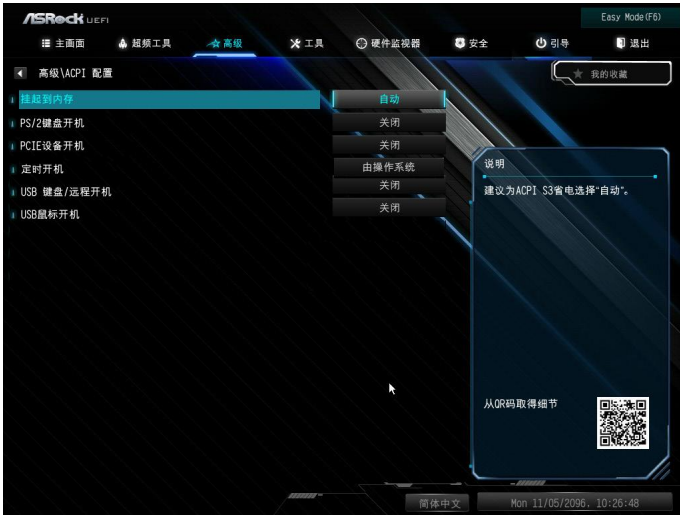 ASRock UEFI
Easy Mode(F6)
主画面 超频工具 高级 工具 硬件监视器 安全 引导 退出
高级\ACPI 配置
我的收藏
挂起到内存 自动
PS/2键盘开机 关闭
PCIE设备开机 关闭
定时开机 由操作系统
USB 键盘/远程开机 关闭
USB鼠标开机 关闭
说明
建议为ACPI S3省电选择"自动"。
从QR码取得细节
简体中文
Mon 11/05/2096, 10:26:48